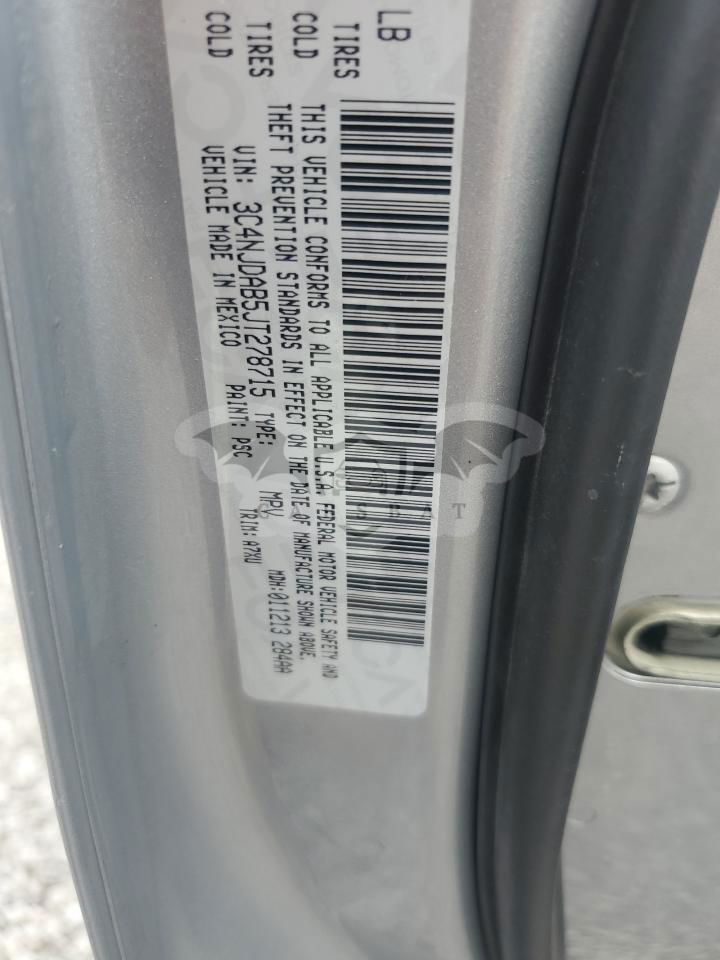 LB
TIRES COLD
TIRES COLD
THIS VEHICLE CONFORMS TO ALL APPLICABLE U.S.A. FEDERAL MOTOR VEHICLE SAFETY AND
THEFT PREVENTION STANDARDS IN EFFECT ON THE DATE OF MANUFACTURE SHOWN ABOVE.
VIN: 3C4NJDAB5JT278715 TYPE: MPV MDH:011213 284AA
VEHICLE MADE IN MEXICO PAINT: PSC TRIM: A7XU